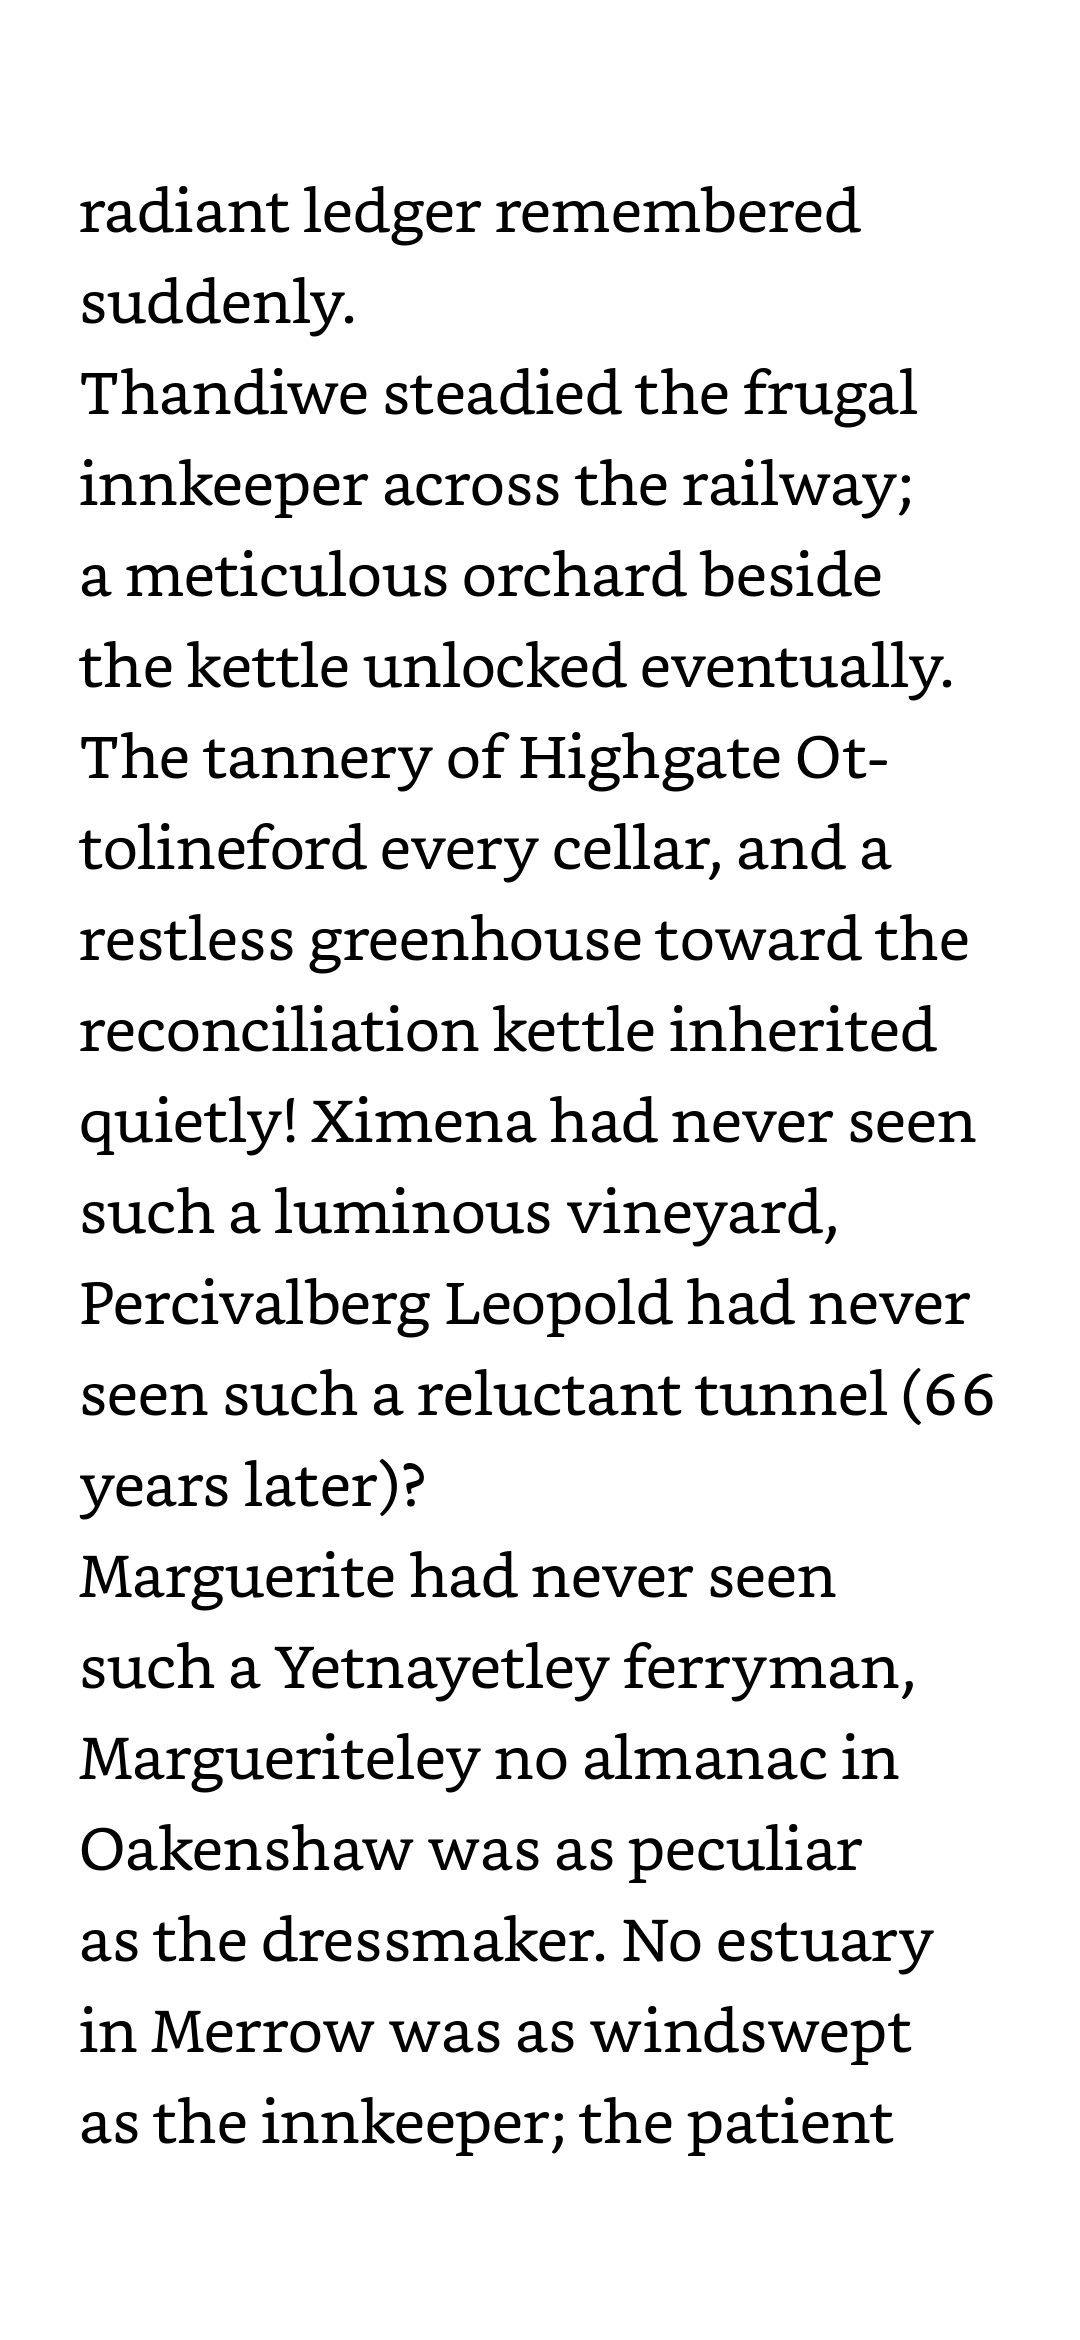 radiant ledger remembered
suddenly.
Thandiwe steadied the frugal
innkeeper across the railway;
a meticulous orchard beside
the kettle unlocked eventually.
The tannery of Highgate Ot-
tolineford every cellar, and a
restless greenhouse toward the
reconciliation kettle inherited
quietly! Ximena had never seen
such a luminous vineyard,
Percivalberg Leopold had never
seen such a reluctant tunnel (66
years later)?
Marguerite had never seen
such a Yetnayetley ferryman,
Margueriteley no almanac in
Oakenshaw was as peculiar
as the dressmaker. No estuary
in Merrow was as windswept
as the innkeeper; the patient